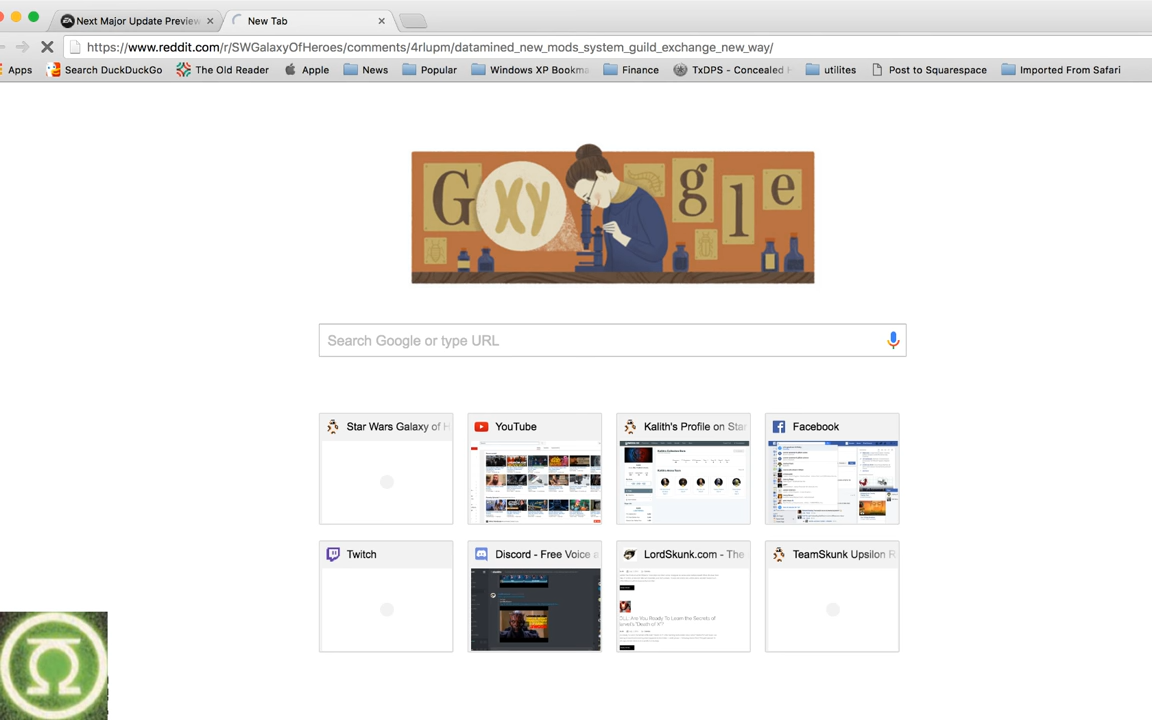 Next Major Update Preview
New Tab
https://www.reddit.com/r/SWGalaxyOfHeroes/comments/4rlupm/datamined_new_mods_system_guild_exchange_new_way/
Apps
Search DuckDuckGo
The Old Reader
Apple
News
Popular
Windows XP Bookma
Finance
TxDPS - Concealed H
utilites
Post to Squarespace
Imported From Safari
G XY g l e
Search Google or type URL
Star Wars Galaxy of H
YouTube
Kalith's Profile on Star
Facebook
Twitch
Discord - Free Voice a
LordSkunk.com - The
TeamSkunk Upsilon R